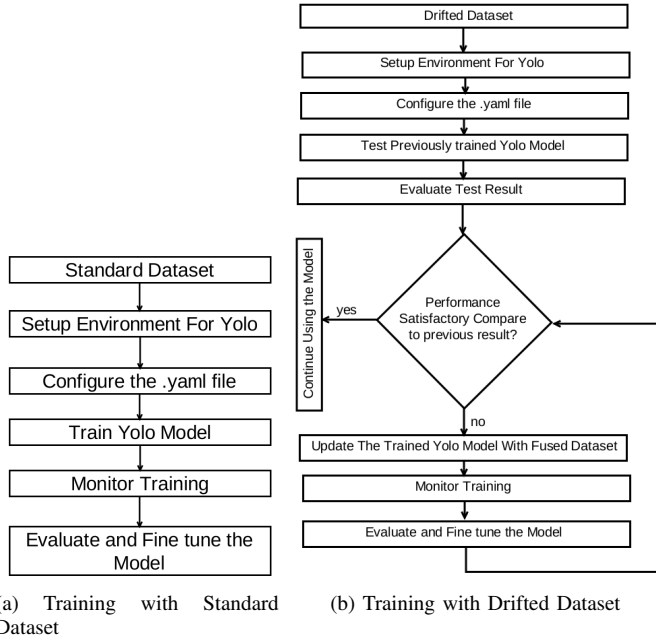 Standard Dataset
Setup Environment For Yolo
Configure the .yaml file
Train Yolo Model
Monitor Training
Evaluate and Fine tune the
Model
(a) Training with Standard
Dataset
Drifted Dataset
Setup Environment For Yolo
Configure the .yaml file
Test Previously trained Yolo Model
Evaluate Test Result
Performance
Satisfactory Compare
to previous result?
yes
Continue Using the Model
no
Update The Trained Yolo Model With Fused Dataset
Monitor Training
Evaluate and Fine tune the Model
(b) Training with Drifted Dataset